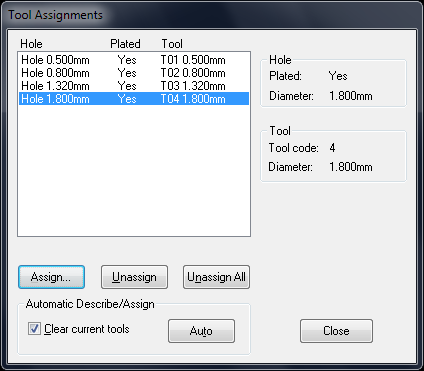 Tool Assignments
Hole Plated Tool
Hole 0.500mm Yes T01 0.500mm
Hole 0.800mm Yes T02 0.800mm
Hole 1.320mm Yes T03 1.320mm
Hole 1.800mm Yes T04 1.800mm
Hole
Plated: Yes
Diameter: 1.800mm
Tool
Tool code: 4
Diameter: 1.800mm
Assign... Unassign Unassign All
Automatic Describe/Assign
Clear current tools Auto Close